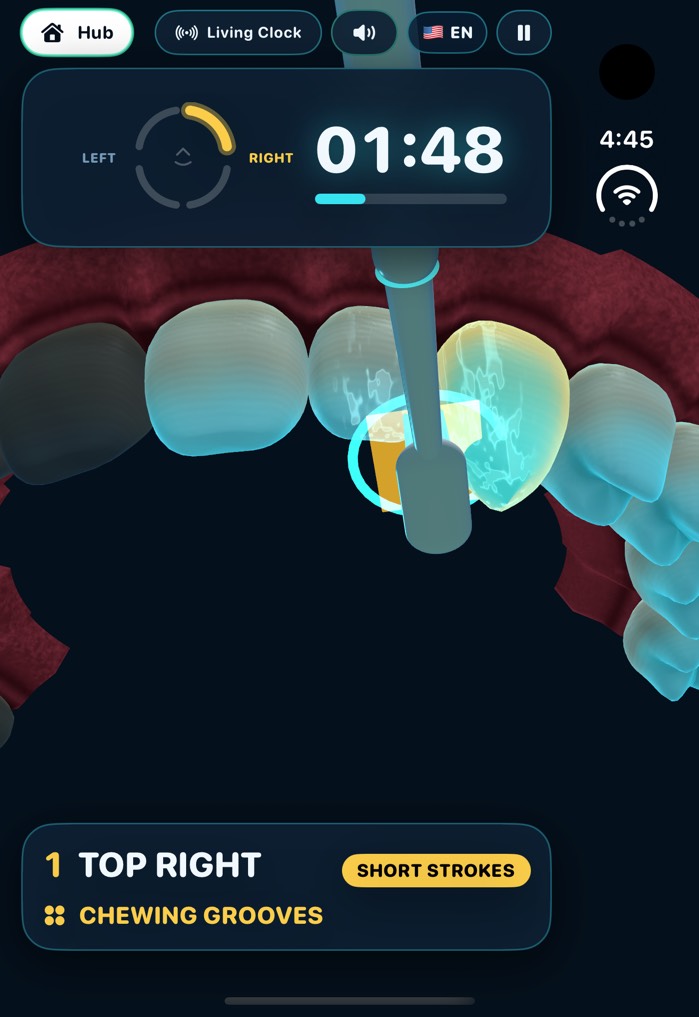 Hub
Living Clock
EN
4:45
LEFT
RIGHT
01:48
1 TOP RIGHT
SHORT STROKES
CHEWING GROOVES